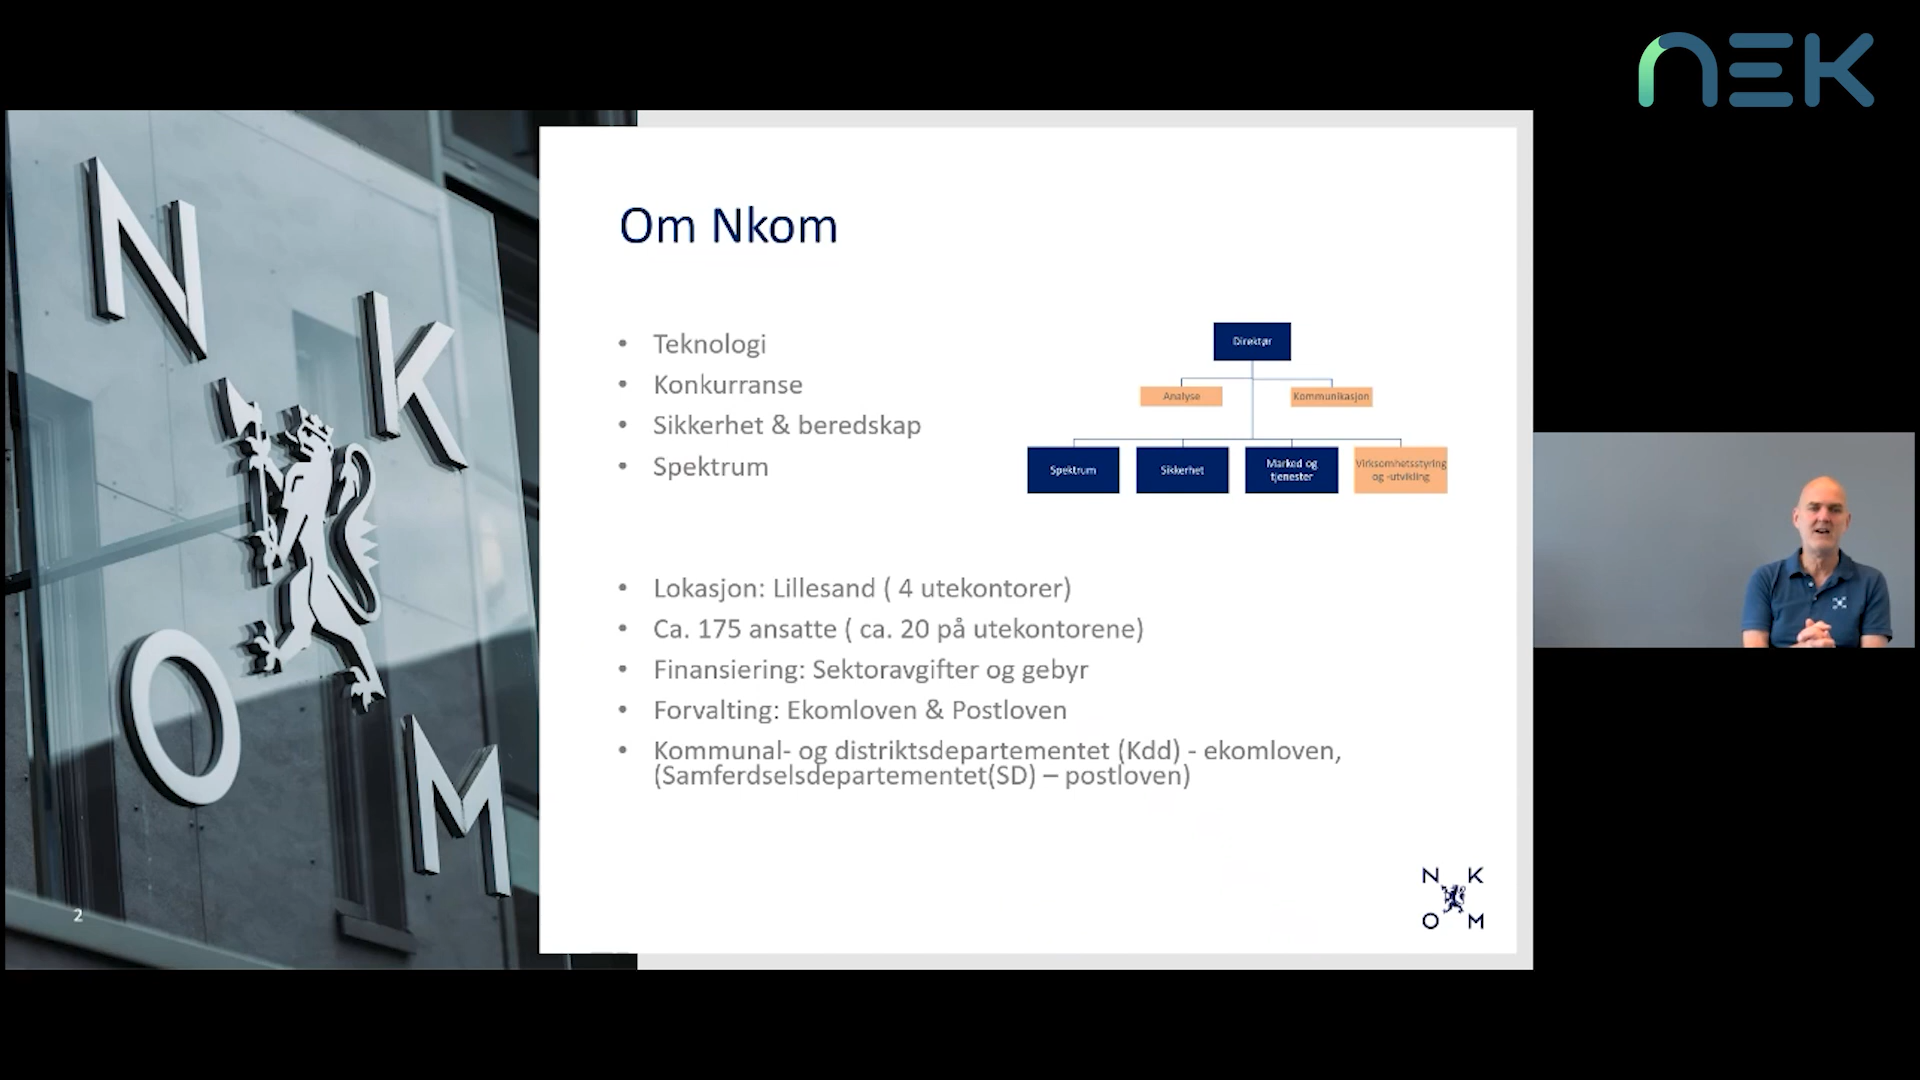 NEK
N
K
O
M
Om Nkom
• Teknologi
• Konkurranse
• Sikkerhet & beredskap
• Spektrum
Direktør
Analyse
Kommunikasjon
Spektrum
Sikkerhet
Marked og
tjenester
Virksomhetsstyring
og -utvikling
• Lokasjon: Lillesand ( 4 utekontorer)
• Ca. 175 ansatte ( ca. 20 på utekontorene)
• Finansiering: Sektoravgifter og gebyr
• Forvalting: Ekomloven & Postloven
• Kommunal- og distriktsdepartementet (Kdd) - ekomloven,
(Samferdselsdepartementet(SD) – postloven)
2
N K
O M